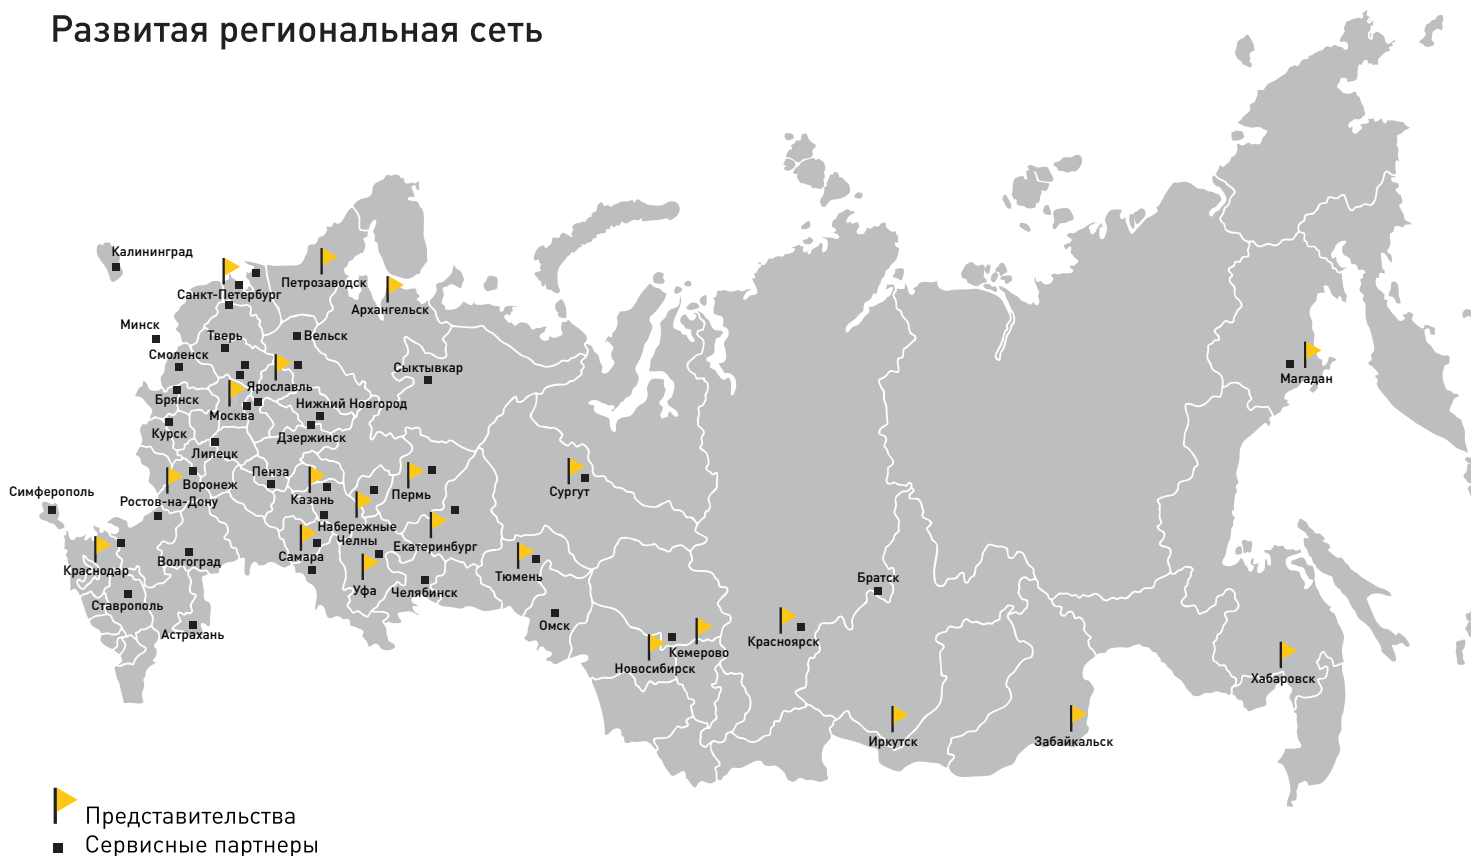 Развитая региональная сеть
Калининград
Санкт-Петербург
Петрозаводск
Архангельск
Минск
Тверь
Вельск
Смоленск
Сыктывкар
Ярославль
Брянск
Москва
Нижний Новгород
Магадан
Курск
Дзержинск
Липецк
Пенза
Воронеж
Симферополь
Казань
Пермь
Сургут
Ростов-на-Дону
Набережные
Челны
Екатеринбург
Самара
Волгоград
Краснодар
Тюмень
Братск
Уфа
Челябинск
Ставрополь
Омск
Астрахань
Красноярск
Кемерово
Новосибирск
Хабаровск
Иркутск
Забайкальск
Представительства
Сервисные партнеры